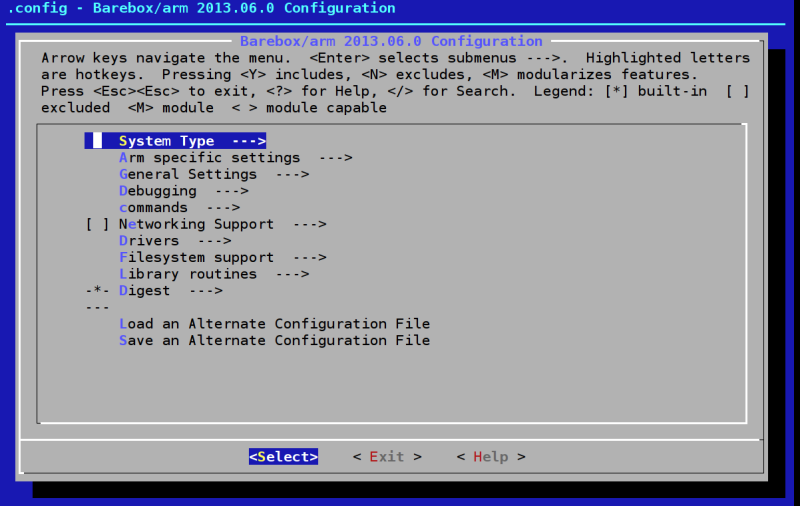 .config - Barebox/arm 2013.06.0 Configuration
Barebox/arm 2013.06.0 Configuration
Arrow keys navigate the menu.  <Enter> selects submenus --->.  Highlighted letters
are hotkeys.  Pressing <Y> includes, <N> excludes, <M> modularizes features.
Press <Esc><Esc> to exit, <?> for Help, </> for Search.  Legend: [*] built-in  [ ]
excluded  <M> module  < > module capable
System Type  --->
Arm specific settings  --->
General Settings  --->
Debugging  --->
commands  --->
[ ] Networking Support  --->
Drivers  --->
Filesystem support  --->
Library routines  --->
-*- Digest  --->
---
Load an Alternate Configuration File
Save an Alternate Configuration File
<Select>    < Exit >    < Help >